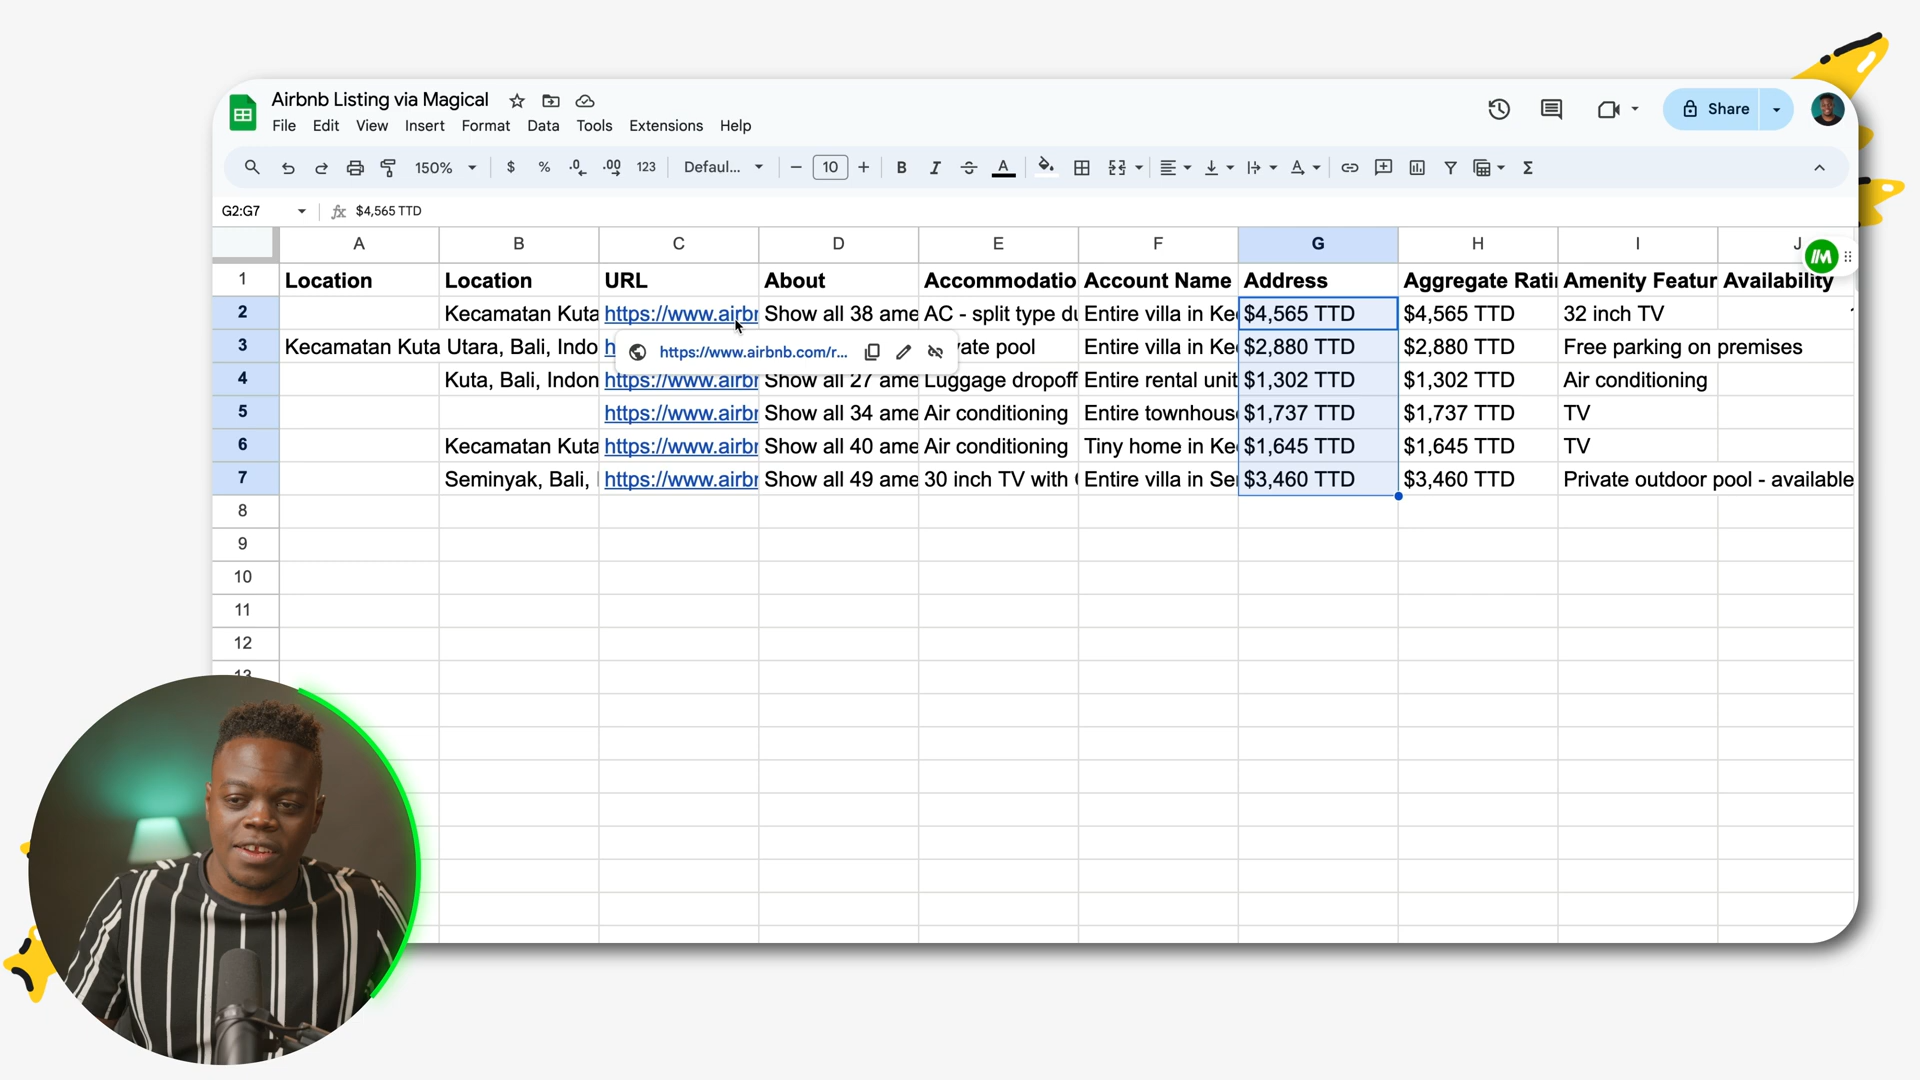 Airbnb Listing via Magical
File Edit View Insert Format Data Tools Extensions Help
Share
150% $ % .0 .00 123 Defaul... 10 B I A
G2:G7 fx $4,565 TTD
A B C D E F G H I J
1 Location Location URL About Accommodatio Account Name Address Aggregate Ratin Amenity Featur Availability
2 Kecamatan Kuta https://www.airbr Show all 38 ame AC - split type du Entire villa in Kec $4,565 TTD $4,565 TTD 32 inch TV
3 Kecamatan Kuta Utara, Bali, Indo h vate pool Entire villa in Kec $2,880 TTD $2,880 TTD Free parking on premises
https://www.airbnb.com/r...
4 Kuta, Bali, Indon https://www.airbr Show all 27 ame Luggage dropoff Entire rental unit $1,302 TTD $1,302 TTD Air conditioning
5 https://www.airbr Show all 34 ame Air conditioning Entire townhous $1,737 TTD $1,737 TTD TV
6 Kecamatan Kuta https://www.airbr Show all 40 ame Air conditioning Tiny home in Kec $1,645 TTD $1,645 TTD TV
7 Seminyak, Bali, https://www.airbr Show all 49 ame 30 inch TV with Entire villa in Se $3,460 TTD $3,460 TTD Private outdoor pool - available
8
9
10
11
12
13